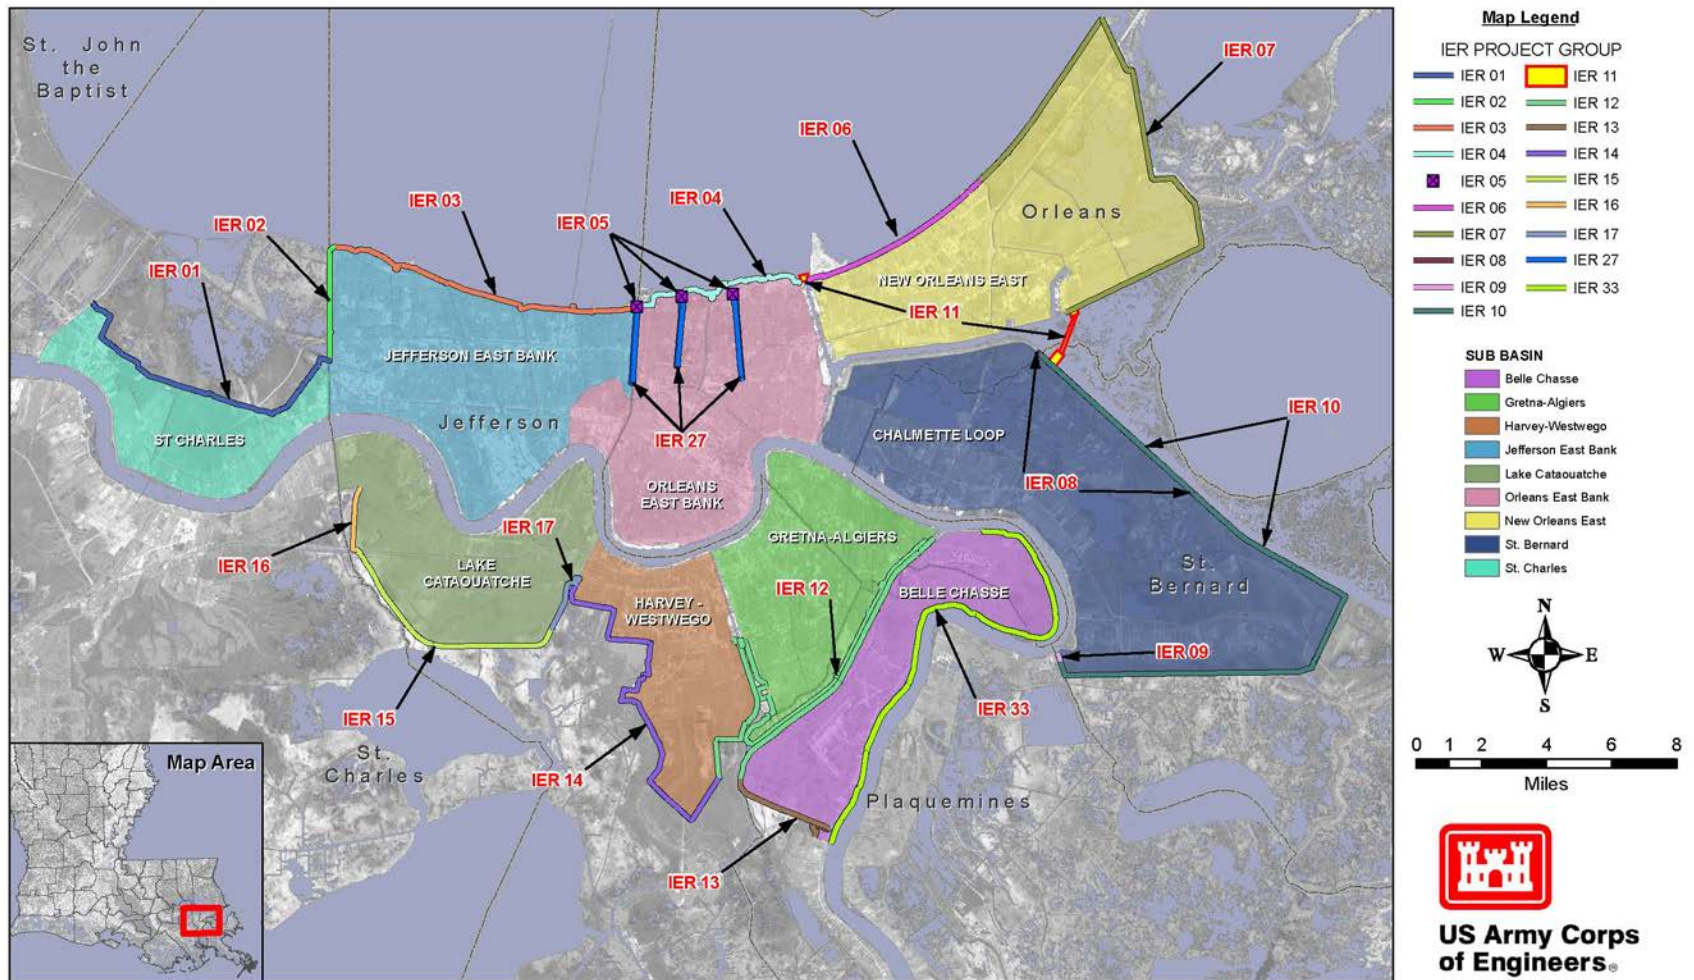 St. John
the
Baptist
IER 07
IER 06
IER 04
IER 03
IER 05
IER 02
IER 01
Orleans
NEW ORLEANS EAST
IER 11
JEFFERSON EAST BANK
Jefferson
ST CHARLES
IER 27
CHALMETTE LOOP
IER 10
IER 08
ORLEANS
EAST BANK
IER 17
IER 16
GRETNA-ALGIERS
LAKE
CATAOUATCHE
IER 12
BELLE CHASSE
St.
Bernard
HARVEY -
WESTWEGO
IER 09
IER 15
IER 33
St.
Charles
IER 14
Plaquemines
IER 13
Map Area
Map Legend
IER PROJECT GROUP
IER 01
IER 02
IER 03
IER 04
IER 05
IER 06
IER 07
IER 08
IER 09
IER 10
IER 11
IER 12
IER 13
IER 14
IER 15
IER 16
IER 17
IER 27
IER 33
SUB BASIN
Belle Chasse
Gretna-Algiers
Harvey-Westwego
Jefferson East Bank
Lake Cataouatche
Orleans East Bank
New Orleans East
St. Bernard
St. Charles
N
W E
S
0 1 2 4 6 8
Miles
US Army Corps
of Engineers®